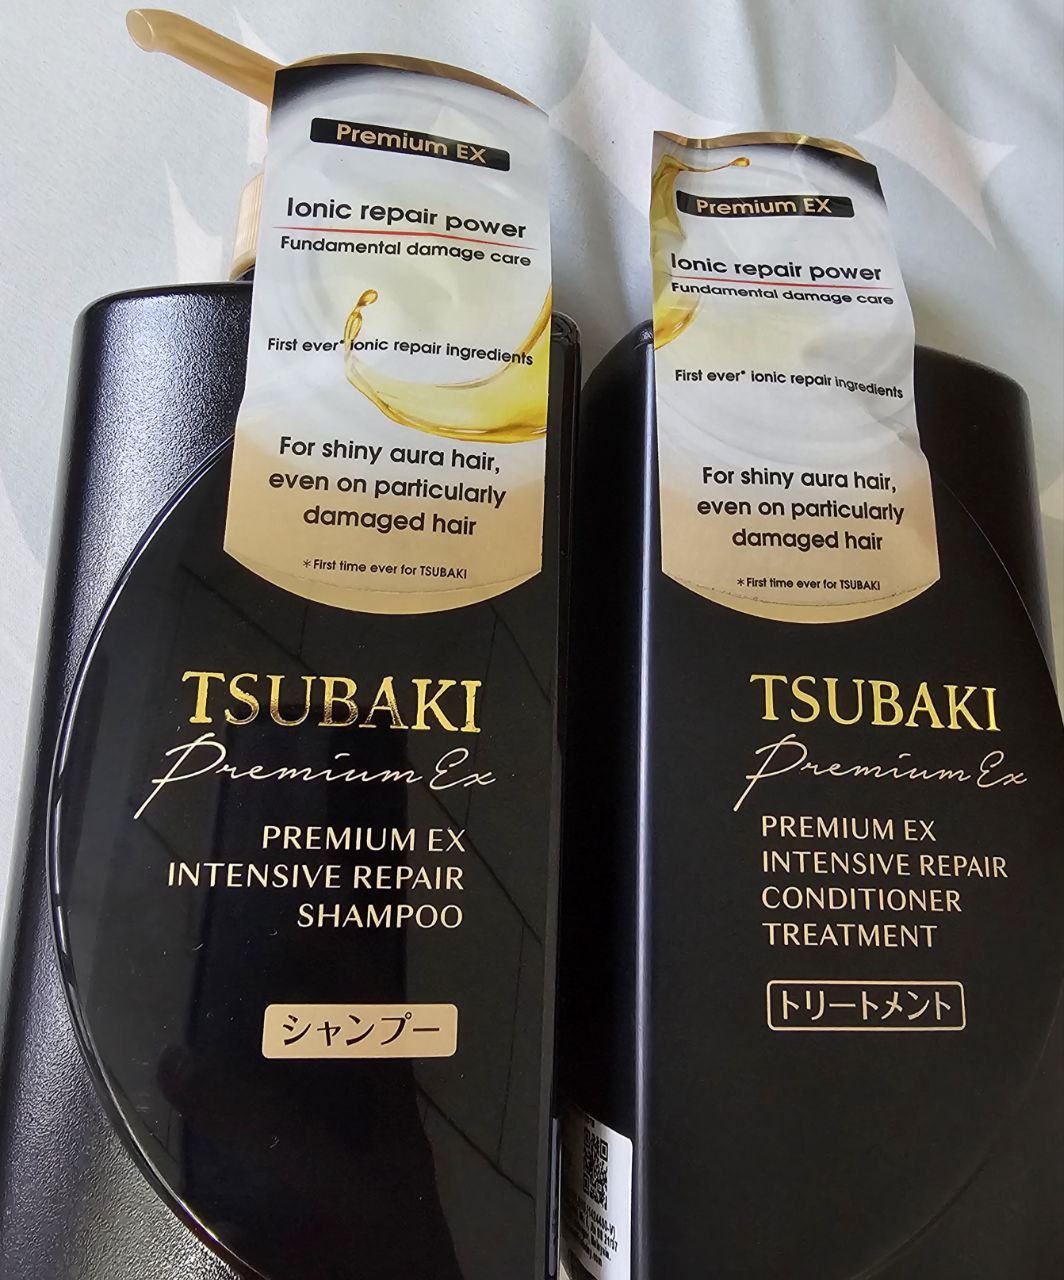 Premium EX
Ionic repair power
Fundamental damage care
First ever* ionic repair ingredients
For shiny aura hair,
even on particularly
damaged hair
*First time ever for TSUBAKI
TSUBAKI
Premium Ex
PREMIUM EX
INTENSIVE REPAIR
SHAMPOO
シャンプー
Premium EX
Ionic repair power
Fundamental damage care
First ever* ionic repair ingredients
For shiny aura hair,
even on particularly
damaged hair
*First time ever for TSUBAKI
TSUBAKI
Premium Ex
PREMIUM EX
INTENSIVE REPAIR
CONDITIONER
TREATMENT
トリートメント